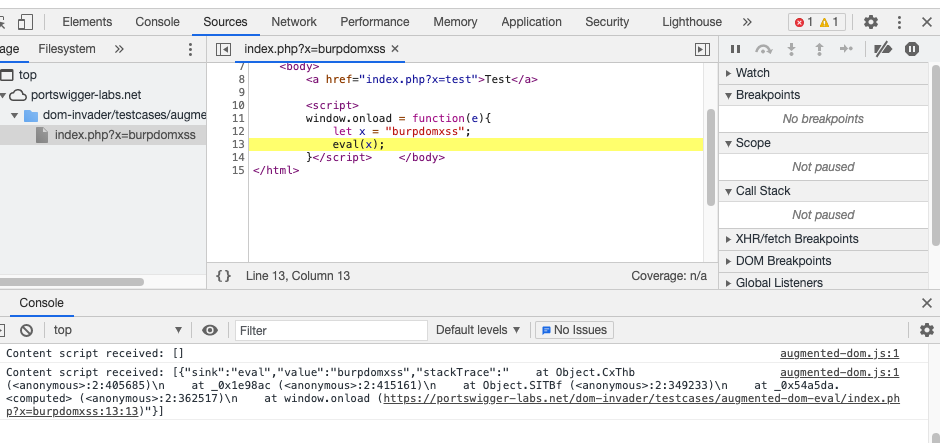 Elements Console Sources Network Performance Memory Application Security Lighthouse » 1 1
age Filesystem »
index.php?x=burpdomxss ×
top
portswigger-labs.net
dom-invader/testcases/augme
index.php?x=burpdomxss
7 <body>
8 <a href="index.php?x=test">Test</a>
9
10 <script>
11 window.onload = function(e){
12 let x = "burpdomxss";
13 eval(x);
14 }</script> </body>
15 </html>
{} Line 13, Column 13 Coverage: n/a
Watch
Breakpoints
No breakpoints
Scope
Not paused
Call Stack
Not paused
XHR/fetch Breakpoints
DOM Breakpoints
Global Listeners
Console
top Filter Default levels No Issues
Content script received: [] augmented-dom.js:1
Content script received: [{"sink":"eval","value":"burpdomxss","stackTrace":" at Object.CxThb augmented-dom.js:1
(<anonymous>:2:405685)\n at _0x1e98ac (<anonymous>:2:415161)\n at Object.SITBf (<anonymous>:2:349233)\n at _0x54a5da.
<computed> (<anonymous>:2:362517)\n at window.onload (https://portswigger-labs.net/dom-invader/testcases/augmented-dom-eval/index.ph
p?x=burpdomxss:13:13)"}]